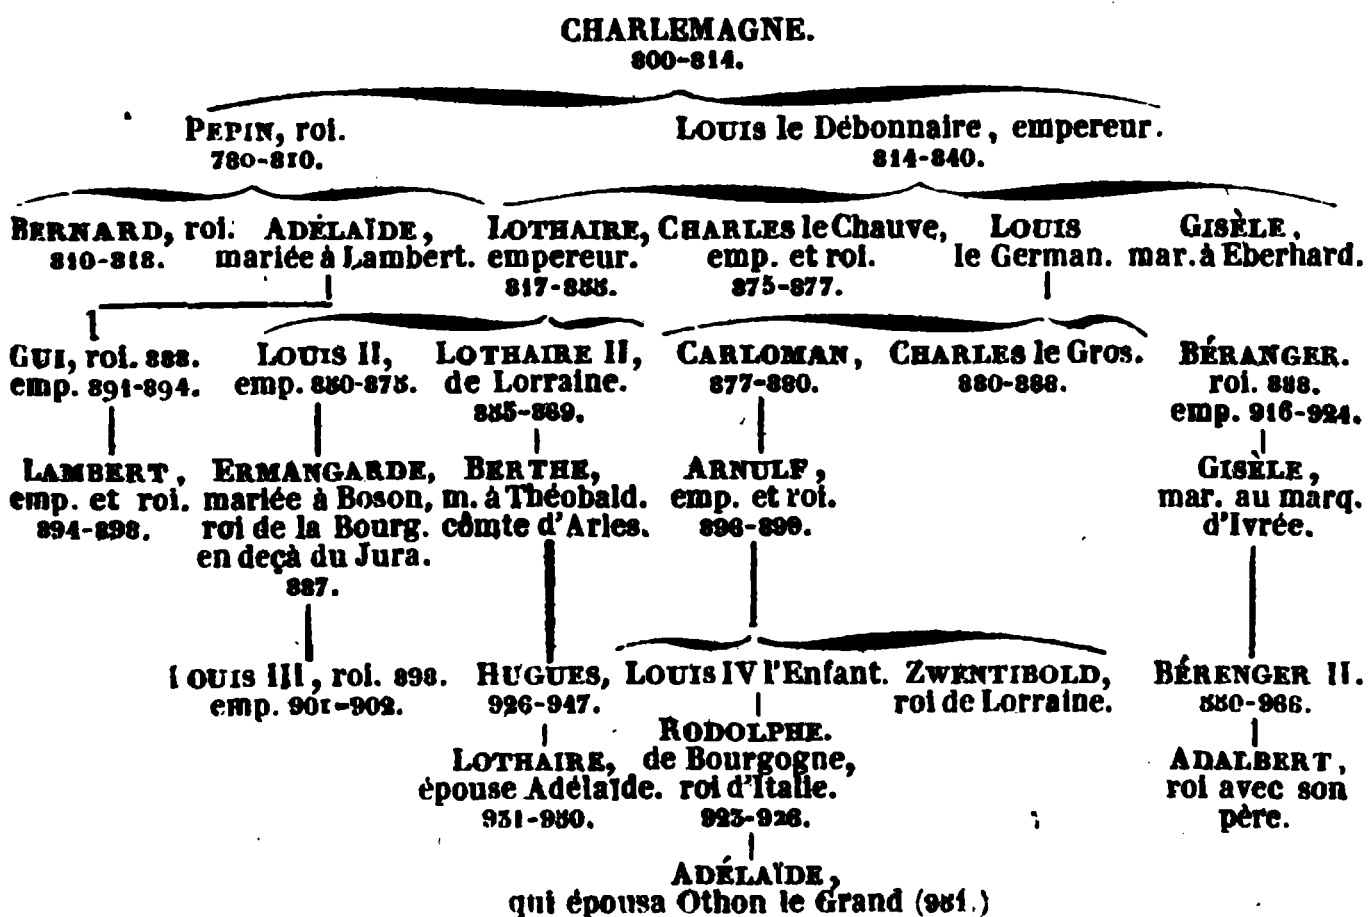 CHARLEMAGNE.
800-814.
PEPIN, roi. LOUIS le Débonnaire, empereur.
780-810. 814-840.
BERNARD, roi. ADÉLAÏDE, LOTHAIRE, CHARLES le Chauve, LOUIS GISÈLE,
810-818. mariée à Lambert. empereur. emp. et roi. le German. mar. à Eberhard.
817-855. 875-877.
GUI, roi. 888. LOUIS II, LOTHAIRE II, CARLOMAN, CHARLES le Gros. BÉRANGER.
emp. 891-894. emp. 850-875. de Lorraine. 877-880. 880-888. roi. 888.
855-869. emp. 916-924.
LAMBERT, ERMANGARDE, BERTHE, ARNULF, GISÈLE,
emp. et roi. mariée à Boson, m. à Théobald. emp. et roi. mar. au marq.
894-898. roi de la Bourg. comte d'Arles. 896-899. d'Ivrée.
en deçà du Jura.
887.
LOUIS III, roi. 898. HUGUES, LOUIS IV l'Enfant. ZWENTIBOLD, BÉRENGER II.
emp. 901-902. 926-947. roi de Lorraine. 950-966.
RODOLPHE.
LOTHAIRE, de Bourgogne, ADALBERT,
épouse Adélaïde. roi d'Italie. roi avec son
931-950. 923-926. père.
ADÉLAÏDE,
qui épousa Othon le Grand (951.)